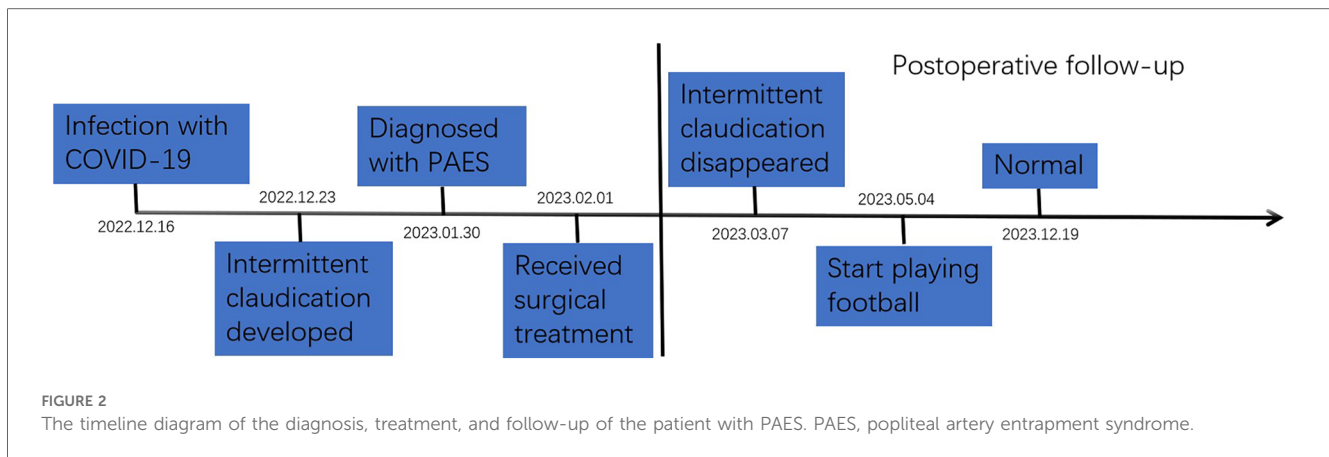 Postoperative follow-up
Infection with
COVID-19
2022.12.16
2022.12.23
Intermittent
claudication
developed
Diagnosed
with PAES
2023.01.30
2023.02.01
Received
surgical
treatment
Intermittent
claudication
disappeared
2023.03.07
2023.05.04
Start playing
football
Normal
2023.12.19
FIGURE 2
The timeline diagram of the diagnosis, treatment, and follow-up of the patient with PAES. PAES, popliteal artery entrapment syndrome.